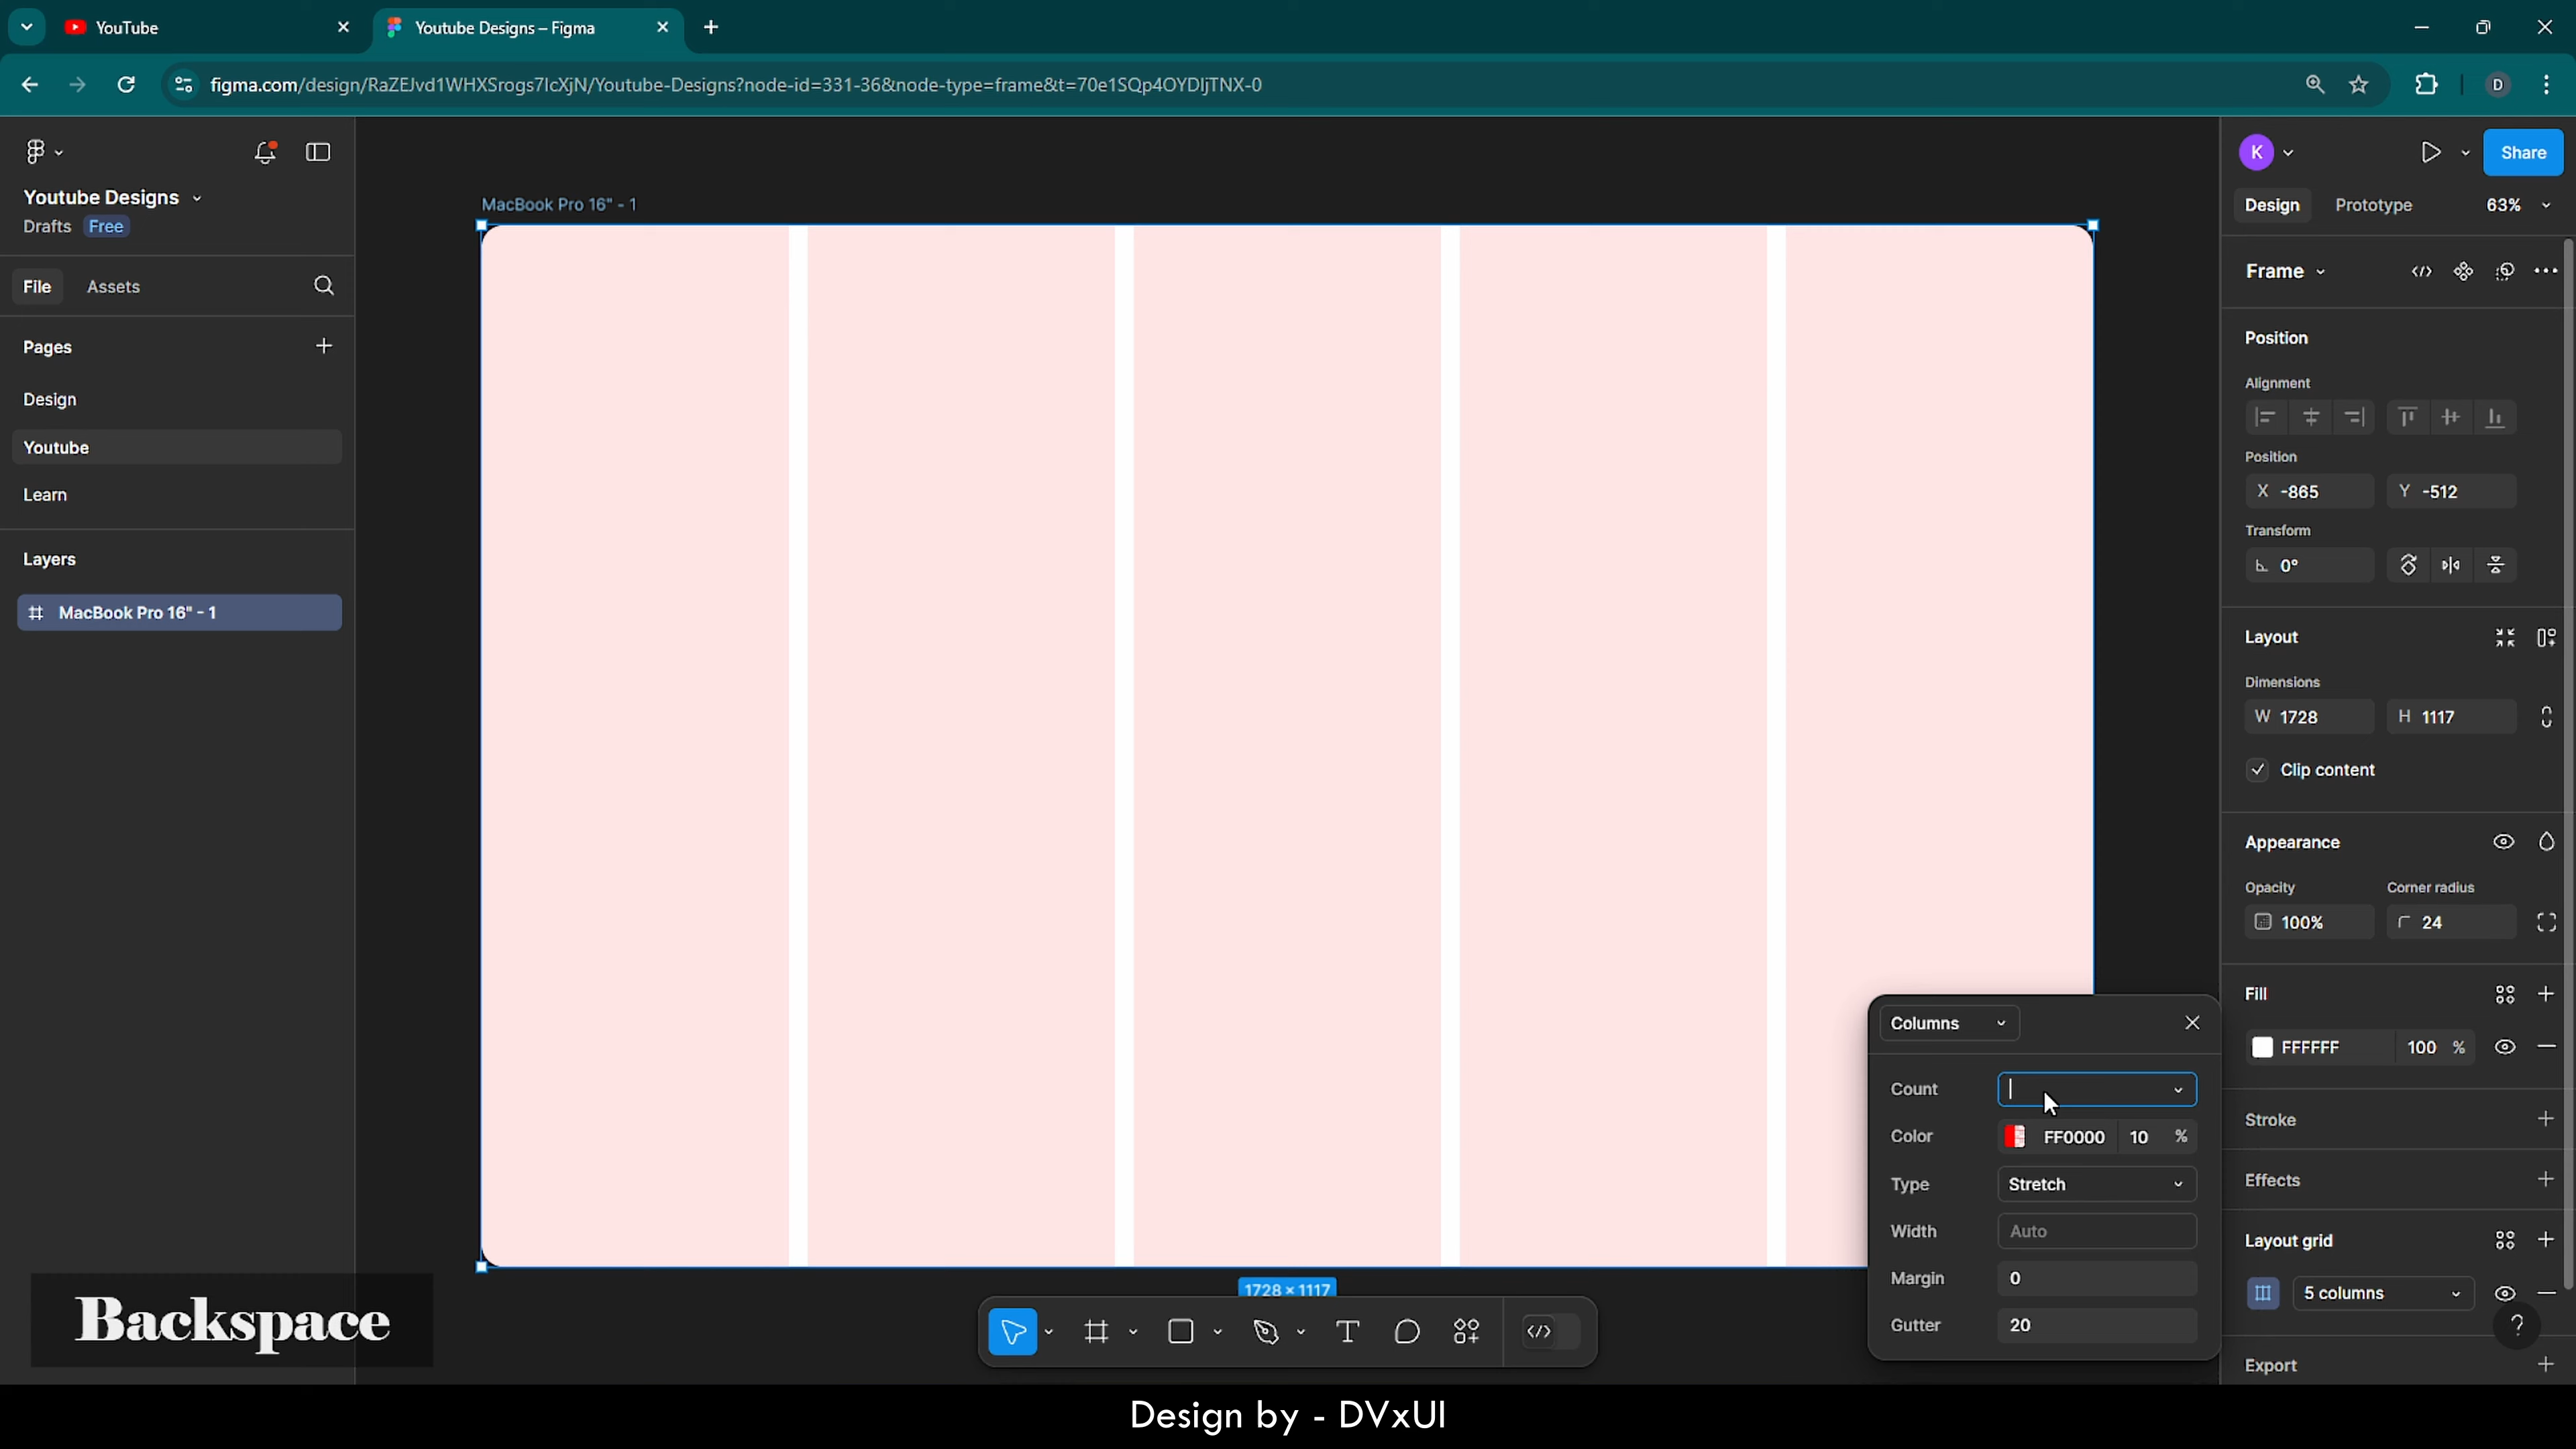 YouTube
Youtube Designs – Figma
figma.com/design/RaZEJvd1WHXSrogs7IcXjN/Youtube-Designs?node-id=331-36&node-type=frame&t=70e1SQp4OYDIjTNX-0
D
Youtube Designs
Drafts Free
File Assets
Pages
Design
Youtube
Learn
Layers
MacBook Pro 16" - 1
MacBook Pro 16" - 1
1728 × 1117
K
Share
Design Prototype 63%
Frame
Position
Alignment
Position
X -865 Y -512
Transform
0°
Layout
Dimensions
W 1728 H 1117
Clip content
Appearance
Opacity Corner radius
100% 24
Fill
FFFFFF 100 %
Stroke
Effects
Layout grid
5 columns
Export
?
Columns
Count
Color FF0000 10 %
Type Stretch
Width Auto
Margin 0
Gutter 20
Backspace
Design by - DVxUI